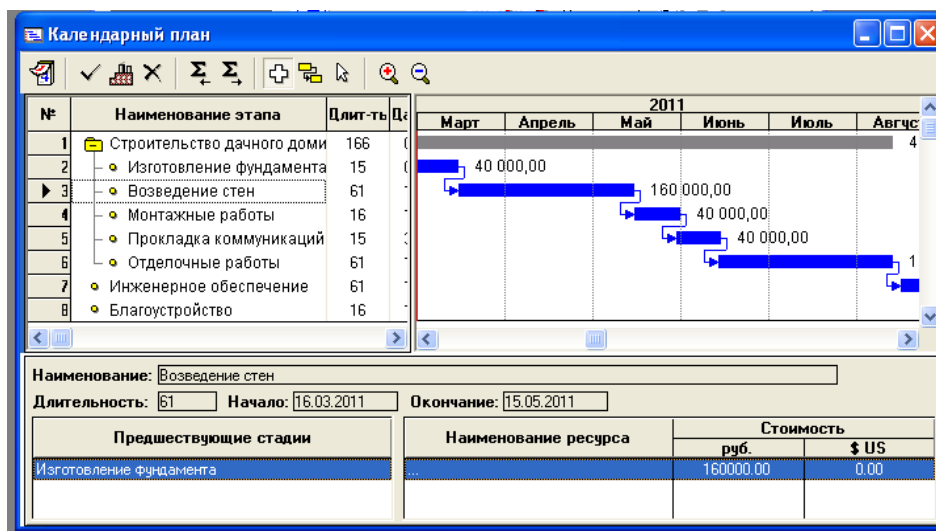 Календарный план
№ Наименование этапа Длит-ть
2011
Март Апрель Май Июнь Июль
1 Строительство дачного доми 166
2 Изготовление фундамента 15 40 000,00
3 Возведение стен 61 160 000,00
4 Монтажные работы 16 40 000,00
5 Прокладка коммуникаций 15 40 000,00
6 Отделочные работы 61
7 Инженерное обеспечение 61
8 Благоустройство 16
Наименование: Возведение стен
Длительность: 61 Начало: 16.03.2011 Окончание: 15.05.2011
Предшествующие стадии Наименование ресурса Стоимость
руб. $ US
Изготовление фундамента ... 160000.00 0.00